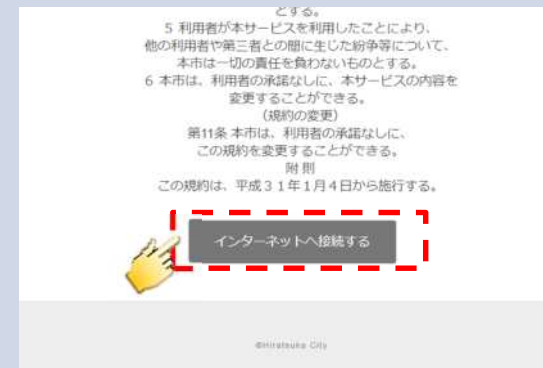 とする。
5 利用者が本サービスを利用したことにより、
他の利用者や第三者との間に生じた紛争等について、
本市は一切の責任を負わないものとする。
6 本市は、利用者の承諾なしに、本サービスの内容を
変更することができる。
(規約の変更)
第11条 本市は、利用者の承諾なしに、
この規約を変更することができる。
附 則
この規約は、平成３１年１月４日から施行する。
インターネットへ接続する
©Hiratsuka City